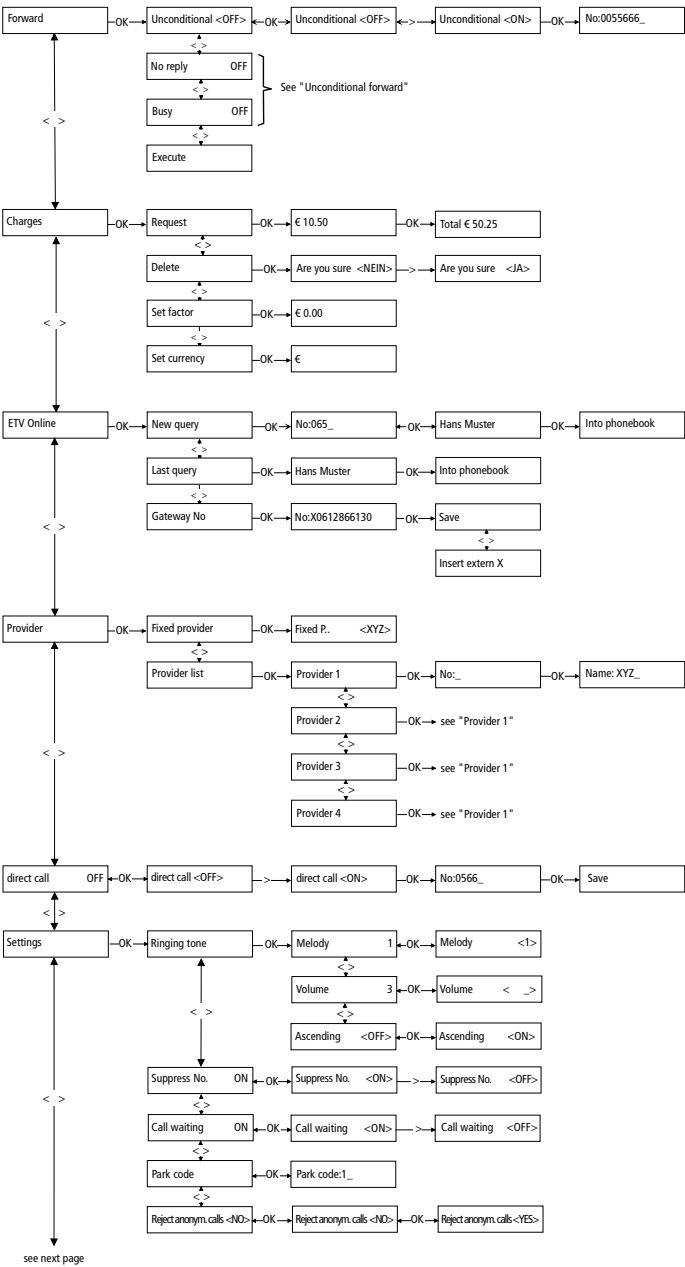 Forward —OK→ Unconditional <OFF> ←OK→ Unconditional <OFF> ←>→ Unconditional <ON> —OK→ No:0055666_
< >
No reply OFF
< >
See "Unconditional forward"
Busy OFF
< >
< >
Execute
Charges —OK→ Request —OK→ € 10.50 —OK→ Total € 50.25
< >
Delete —OK→ Are you sure <NEIN> —>→ Are you sure <JA>
< >
Set factor —OK→ € 0.00
< >
< >
Set currency —OK→ €
ETV Online —OK→ New query —OK→ No:065_ ←OK→ Hans Muster —OK→ Into phonebook
< >
Last query —OK→ Hans Muster —OK→ Into phonebook
< >
Gateway No —OK→ No:X0612866130 —OK→ Save
< >
< >
Insert extern X
Provider —OK→ Fixed provider —OK→ Fixed P.. <XYZ>
< >
Provider list —OK→ Provider 1 —OK→ No:_ —OK→ Name: XYZ_
< >
Provider 2 —OK→ see "Provider 1"
< >
< >
Provider 3 —OK→ see "Provider 1"
< >
Provider 4 —OK→ see "Provider 1"
direct call OFF ←OK→ direct call <OFF> —>→ direct call <ON> —OK→ No:0566_ —OK→ Save
< >
Settings —OK→ Ringing tone —OK→ Melody 1 ←OK→ Melody <1>
< >
Volume 3 ←OK→ Volume < _>
< >
< >
Ascending <OFF> ←OK→ Ascending <ON>
Suppress No. ON ←OK→ Suppress No. <ON> —>→ Suppress No. <OFF>
< >
< >
Call waiting ON ←OK→ Call waiting <ON> —>→ Call waiting <OFF>
< >
Park code ←OK→ Park code:1_
< >
Reject anonym. calls <NO> ←OK→ Reject anonym. calls <NO> ←OK→ Reject anonym. calls <YES>
see next page